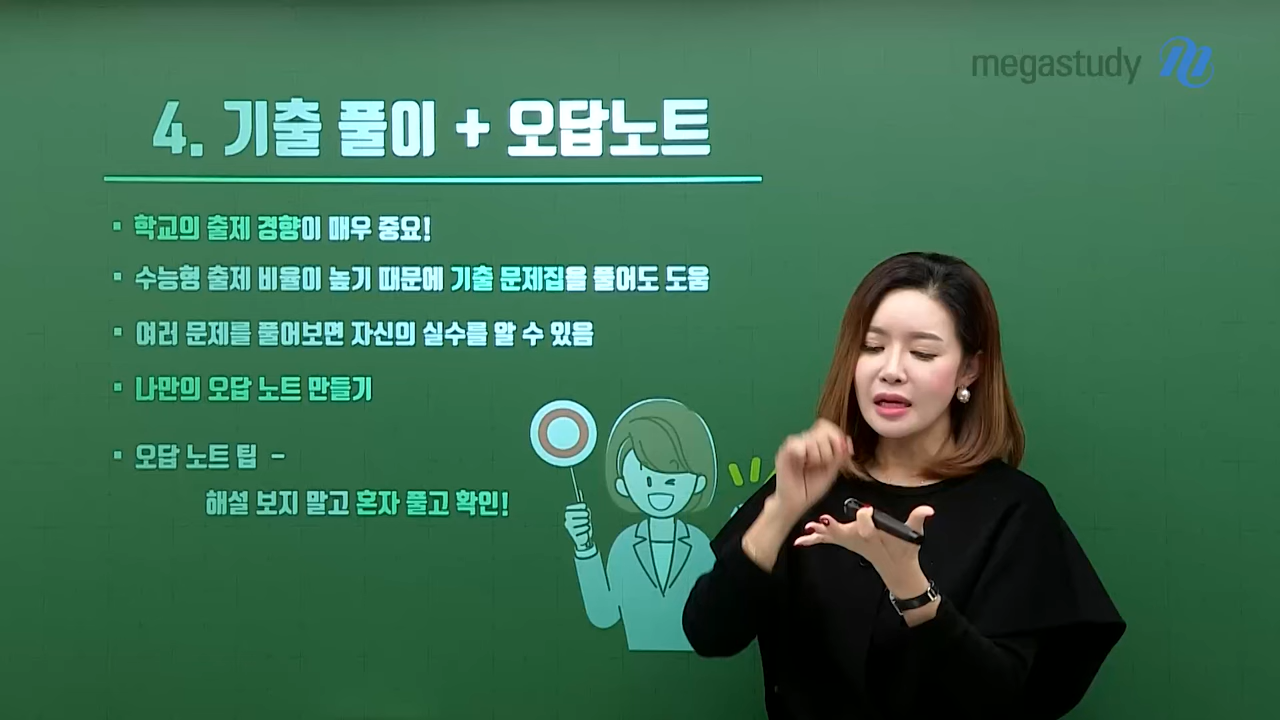 megastudy
4. 기출 풀이 + 오답노트
▪ 학교의 출제 경향이 매우 중요!
▪ 수능형 출제 비율이 높기 때문에 기출 문제집을 풀어도 도움
▪ 여러 문제를 풀어보면 자신의 실수를 알 수 있음
▪ 나만의 오답 노트 만들기
▪ 오답 노트 팁 -
해설 보지 말고 혼자 풀고 확인!